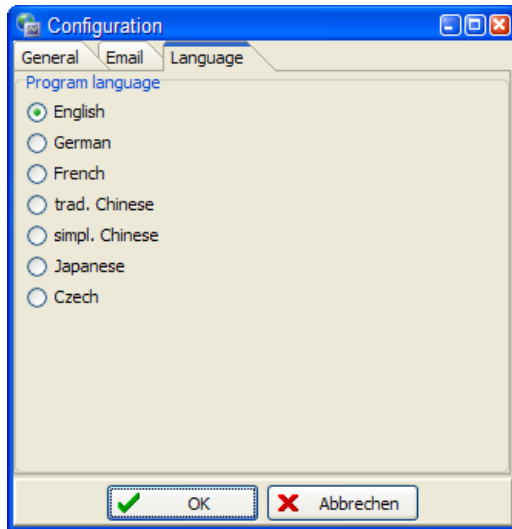 Configuration
General Email Language
Program language
English
German
French
trad. Chinese
simpl. Chinese
Japanese
Czech
OK Abbrechen